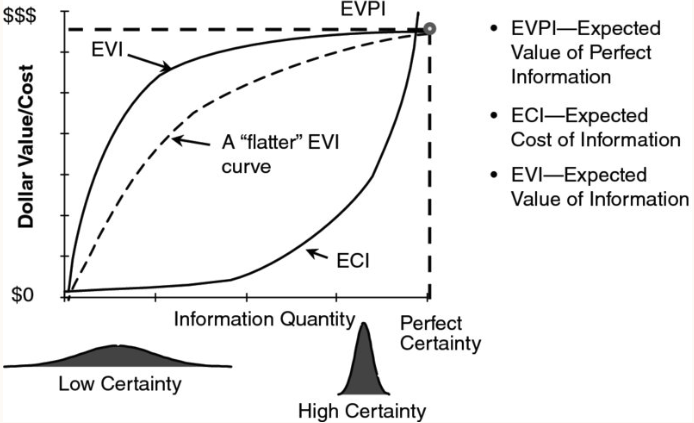 $$$
EVPI
EVI
A “flatter” EVI
curve
ECI
Dollar Value/Cost
$0
Information Quantity
Perfect
Certainty
Low Certainty
High Certainty
• EVPI—Expected
Value of Perfect
Information
• ECI—Expected
Cost of Information
• EVI—Expected
Value of Information